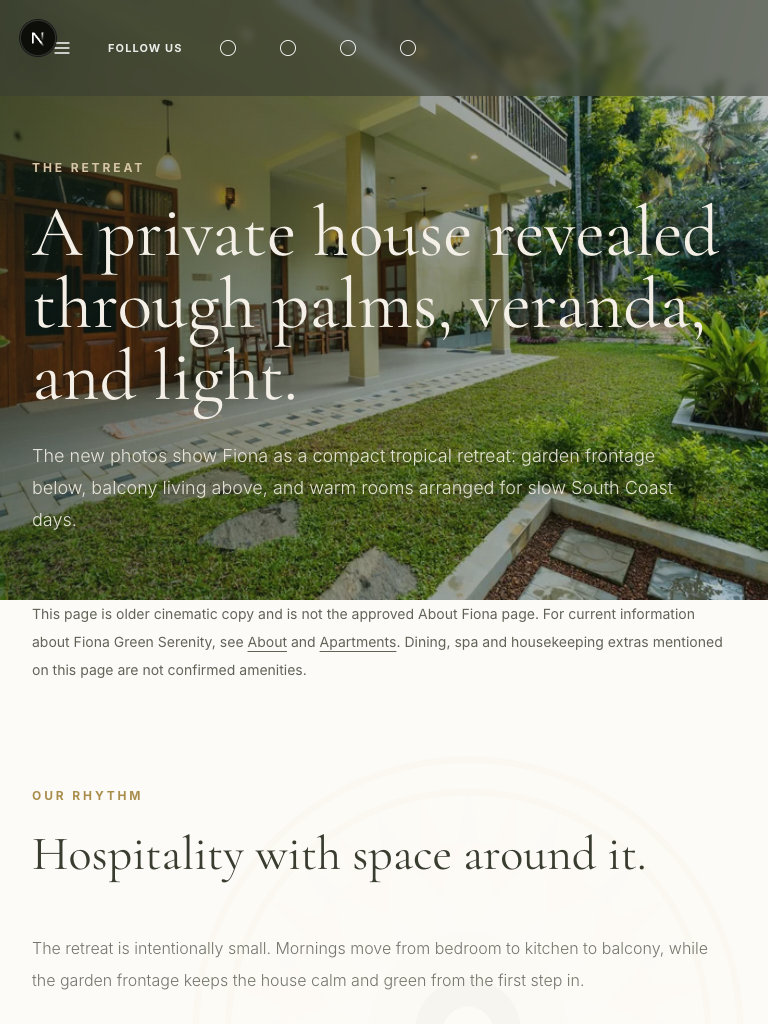 N
FOLLOW US
THE RETREAT
A private house revealed
through palms, veranda,
and light.
The new photos show Fiona as a compact tropical retreat: garden frontage
below, balcony living above, and warm rooms arranged for slow South Coast
days.
This page is older cinematic copy and is not the approved About Fiona page. For current information
about Fiona Green Serenity, see About and Apartments. Dining, spa and housekeeping extras mentioned
on this page are not confirmed amenities.
OUR RHYTHM
Hospitality with space around it.
The retreat is intentionally small. Mornings move from bedroom to kitchen to balcony, while
the garden frontage keeps the house calm and green from the first step in.